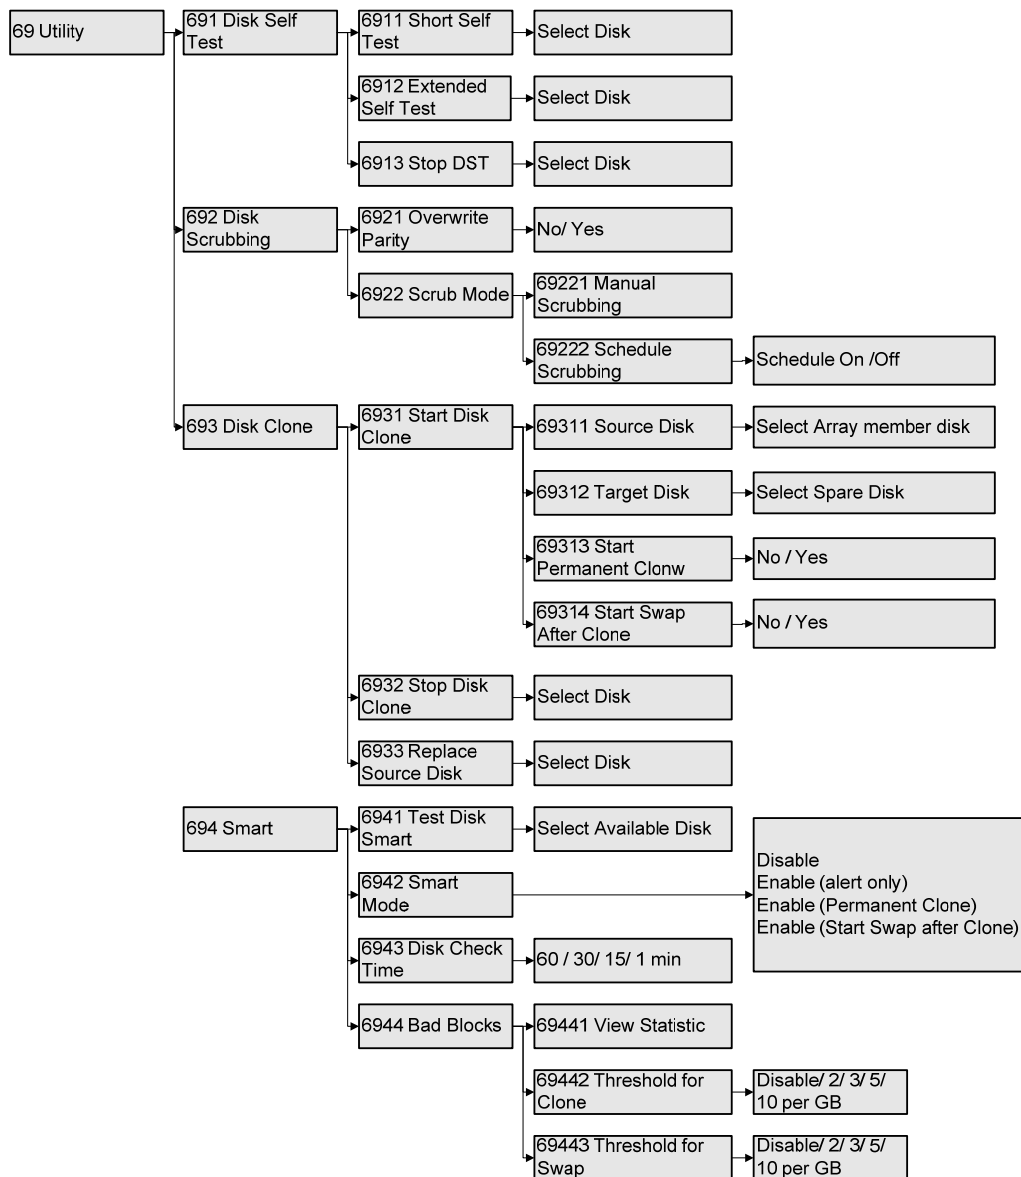 69 Utility
691 Disk Self
Test
6911 Short Self
Test
Select Disk
6912 Extended
Self Test
Select Disk
6913 Stop DST
Select Disk
692 Disk
Scrubbing
6921 Overwrite
Parity
No/ Yes
6922 Scrub Mode
69221 Manual
Scrubbing
69222 Schedule
Scrubbing
Schedule On /Off
693 Disk Clone
6931 Start Disk
Clone
69311 Source Disk
Select Array member disk
69312 Target Disk
Select Spare Disk
69313 Start
Permanent Clonw
No / Yes
69314 Start Swap
After Clone
No / Yes
6932 Stop Disk
Clone
Select Disk
6933 Replace
Source Disk
Select Disk
694 Smart
6941 Test Disk
Smart
Select Available Disk
6942 Smart
Mode
Disable
Enable (alert only)
Enable (Permanent Clone)
Enable (Start Swap after Clone)
6943 Disk Check
Time
60 / 30/ 15/ 1 min
6944 Bad Blocks
69441 View Statistic
69442 Threshold for
Clone
Disable/ 2/ 3/ 5/
10 per GB
69443 Threshold for
Swap
Disable/ 2/ 3/ 5/
10 per GB